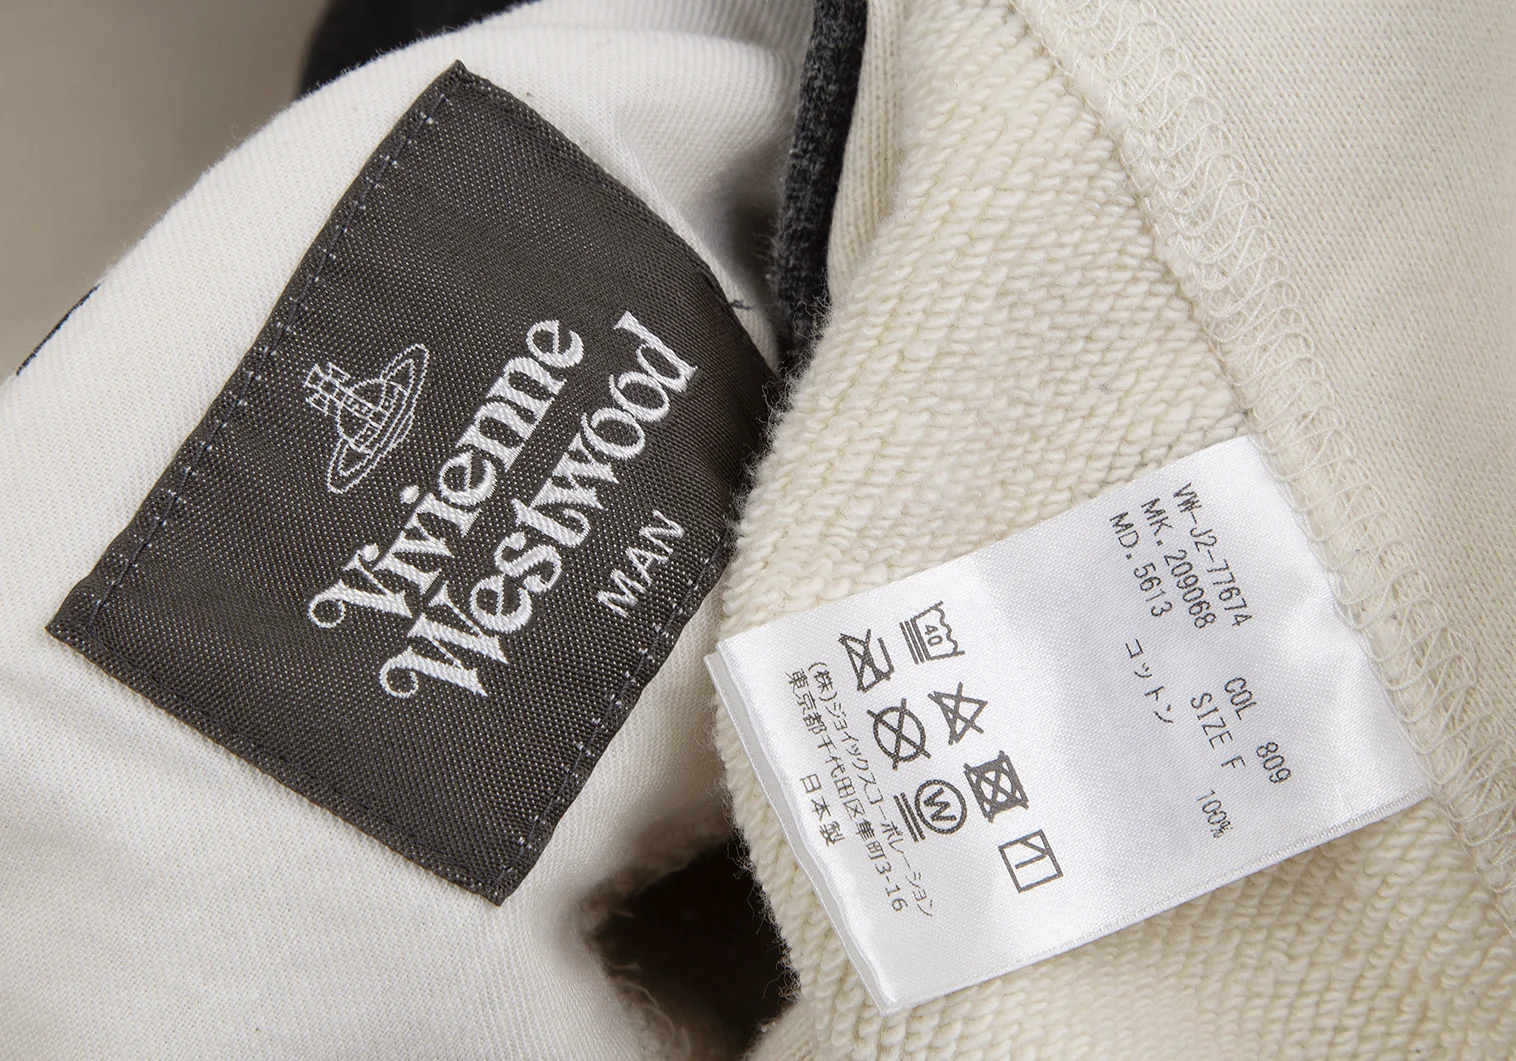 Vivienne
Westwood
MAN
VW-J2-77674
MK. 209068
MD. 5613
COL 809
SIZE F
コットン 100%
40
W
(株)ジョイックスコーポレーション
東京都千代田区隼町3-16
日本製